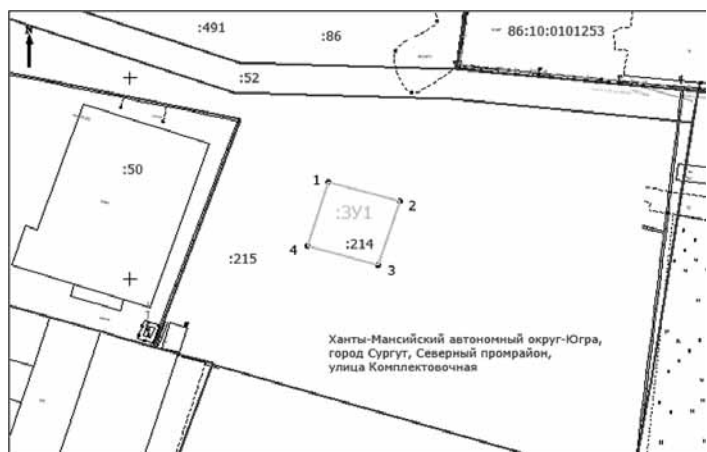 :491
:86
86:10:0101253
N
:52
:50
1
2
:ЗУ1
4
:214
3
:215
Ханты-Мансийский автономный округ-Югра,
город Сургут, Северный промрайон,
улица Комплектовочная